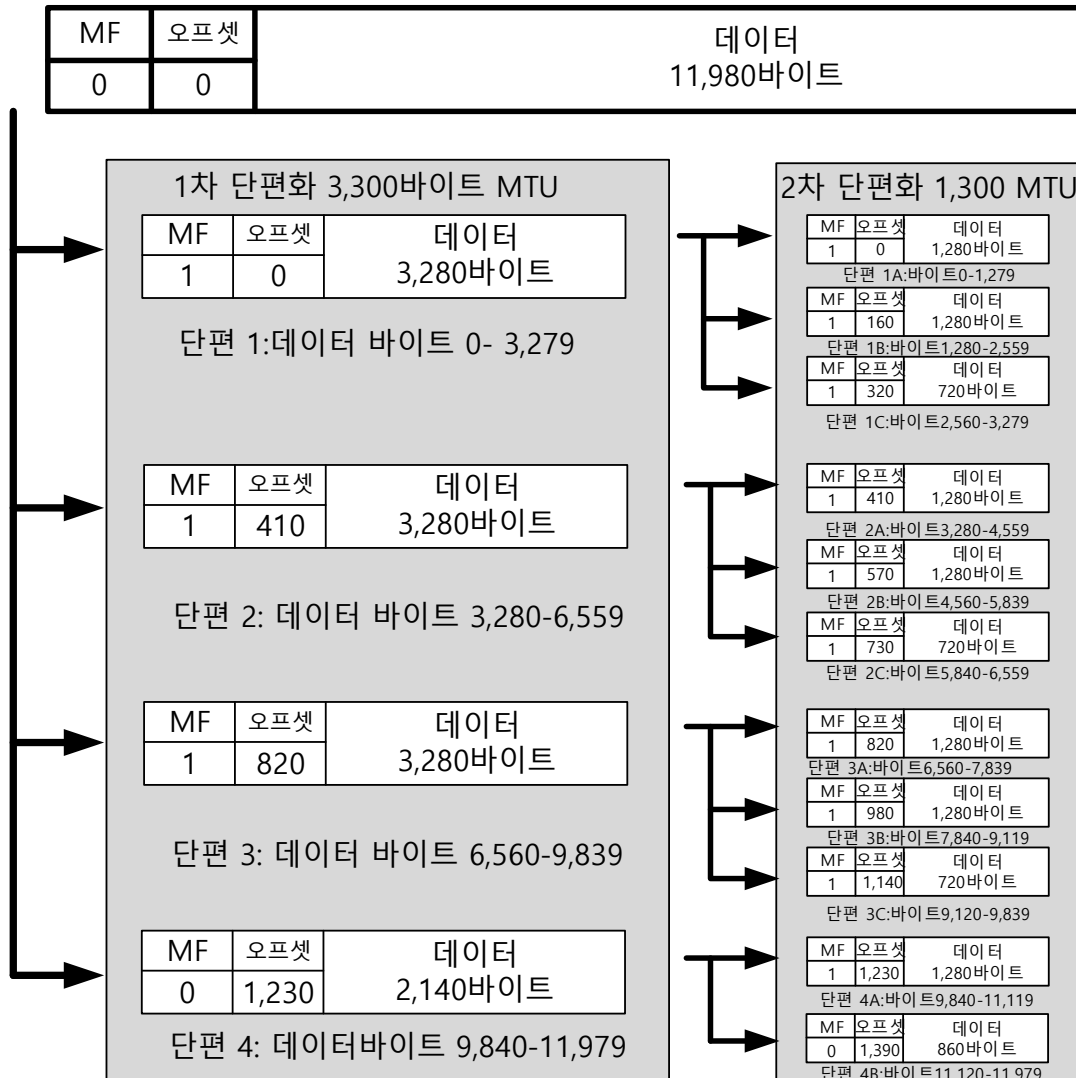 MF 오프셋 데이터
0 0 11,980바이트
1차 단편화 3,300바이트 MTU
MF 오프셋 데이터
1 0 3,280바이트
단편 1:데이터 바이트 0- 3,279
MF 오프셋 데이터
1 410 3,280바이트
단편 2: 데이터 바이트 3,280-6,559
MF 오프셋 데이터
1 820 3,280바이트
단편 3: 데이터 바이트 6,560-9,839
MF 오프셋 데이터
0 1,230 2,140바이트
단편 4: 데이터바이트 9,840-11,979
2차 단편화 1,300 MTU
MF 오프셋 데이터
1 0 1,280바이트
단편 1A:바이트0-1,279
MF 오프셋 데이터
1 160 1,280바이트
단편 1B:바이트1,280-2,559
MF 오프셋 데이터
1 320 720바이트
단편 1C:바이트2,560-3,279
MF 오프셋 데이터
1 410 1,280바이트
단편 2A:바이트3,280-4,559
MF 오프셋 데이터
1 570 1,280바이트
단편 2B:바이트4,560-5,839
MF 오프셋 데이터
1 730 720바이트
단편 2C:바이트5,840-6,559
MF 오프셋 데이터
1 820 1,280바이트
단편 3A:바이트6,560-7,839
MF 오프셋 데이터
1 980 1,280바이트
단편 3B:바이트7,840-9,119
MF 오프셋 데이터
1 1,140 720바이트
단편 3C:바이트9,120-9,839
MF 오프셋 데이터
1 1,230 1,280바이트
단편 4A:바이트9,840-11,119
MF 오프셋 데이터
0 1,390 860바이트
단편 4B:바이트11,120-11,979